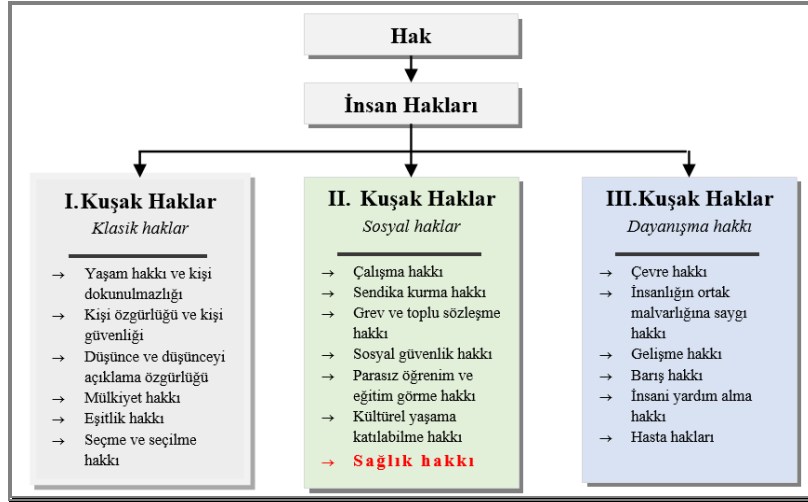 Hak
İnsan Hakları
I.Kuşak Haklar
Klasik haklar
→ Yaşam hakkı ve kişi
dokunulmazlığı
→ Kişi özgürlüğü ve kişi
güvenliği
→ Düşünce ve düşünceyi
açıklama özgürlüğü
→ Mülkiyet hakkı
→ Eşitlik hakkı
→ Seçme ve seçilme
hakkı
II. Kuşak Haklar
Sosyal haklar
→ Çalışma hakkı
→ Sendika kurma hakkı
→ Grev ve toplu sözleşme
hakkı
→ Sosyal güvenlik hakkı
→ Parasız öğrenim ve
eğitim görme hakkı
→ Kültürel yaşama
katılabilme hakkı
→ Sağlık hakkı
III.Kuşak Haklar
Dayanışma hakkı
→ Çevre hakkı
→ İnsanlığın ortak
malvarlığına saygı
hakkı
→ Gelişme hakkı
→ Barış hakkı
→ İnsani yardım alma
hakkı
→ Hasta hakları